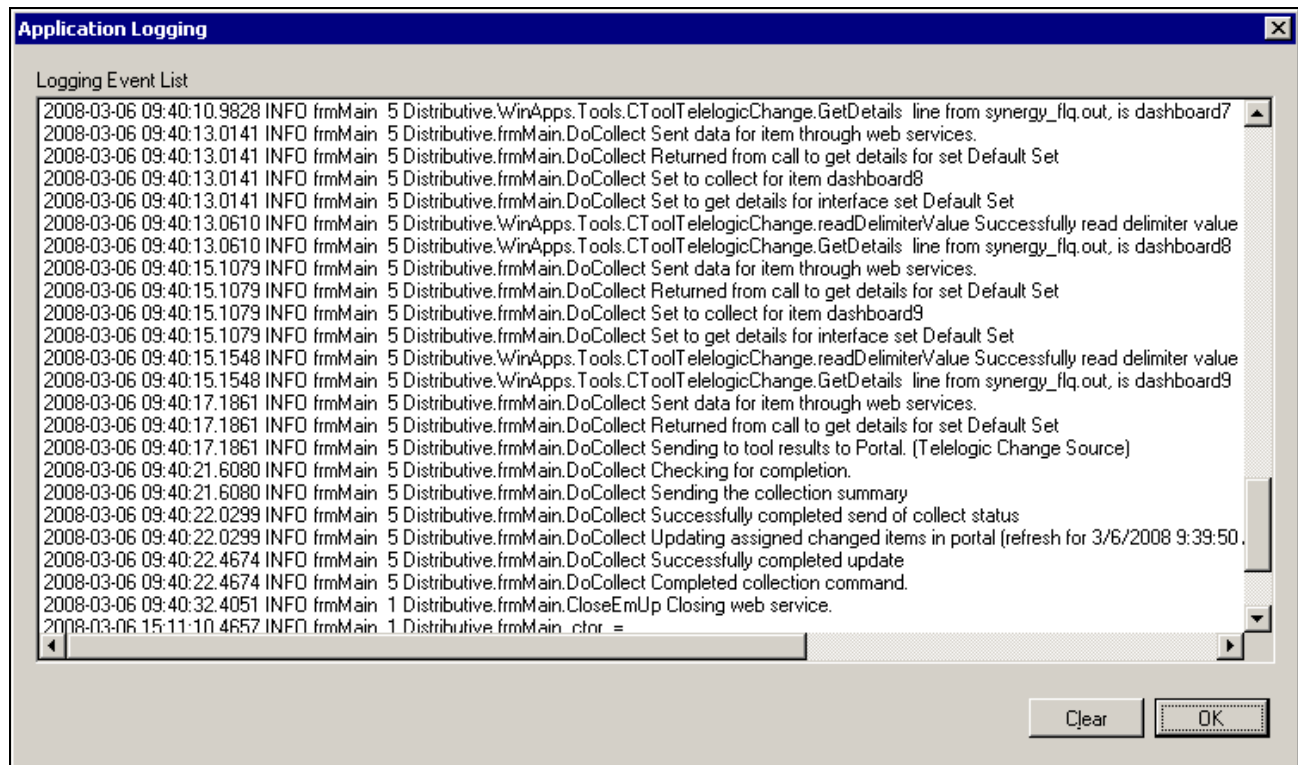 Application Logging
Logging Event List
2008-03-06 09:40:10.9828 INFO frmMain 5 Distributive.WinApps.Tools.CToolTelelogicChange.GetDetails line from synergy_flq.out, is dashboard7
2008-03-06 09:40:13.0141 INFO frmMain 5 Distributive.frmMain.DoCollect Sent data for item through web services.
2008-03-06 09:40:13.0141 INFO frmMain 5 Distributive.frmMain.DoCollect Returned from call to get details for set Default Set
2008-03-06 09:40:13.0141 INFO frmMain 5 Distributive.frmMain.DoCollect Set to collect for item dashboard8
2008-03-06 09:40:13.0141 INFO frmMain 5 Distributive.frmMain.DoCollect Set to get details for interface set Default Set
2008-03-06 09:40:13.0610 INFO frmMain 5 Distributive.WinApps.Tools.CToolTelelogicChange.readDelimiterValue Successfully read delimiter value
2008-03-06 09:40:13.0610 INFO frmMain 5 Distributive.WinApps.Tools.CToolTelelogicChange.GetDetails line from synergy_flq.out, is dashboard8
2008-03-06 09:40:15.1079 INFO frmMain 5 Distributive.frmMain.DoCollect Sent data for item through web services.
2008-03-06 09:40:15.1079 INFO frmMain 5 Distributive.frmMain.DoCollect Returned from call to get details for set Default Set
2008-03-06 09:40:15.1079 INFO frmMain 5 Distributive.frmMain.DoCollect Set to collect for item dashboard9
2008-03-06 09:40:15.1079 INFO frmMain 5 Distributive.frmMain.DoCollect Set to get details for interface set Default Set
2008-03-06 09:40:15.1548 INFO frmMain 5 Distributive.WinApps.Tools.CToolTelelogicChange.readDelimiterValue Successfully read delimiter value
2008-03-06 09:40:15.1548 INFO frmMain 5 Distributive.WinApps.Tools.CToolTelelogicChange.GetDetails line from synergy_flq.out, is dashboard9
2008-03-06 09:40:17.1861 INFO frmMain 5 Distributive.frmMain.DoCollect Sent data for item through web services.
2008-03-06 09:40:17.1861 INFO frmMain 5 Distributive.frmMain.DoCollect Returned from call to get details for set Default Set
2008-03-06 09:40:17.1861 INFO frmMain 5 Distributive.frmMain.DoCollect Sending to tool results to Portal. (Telelogic Change Source)
2008-03-06 09:40:21.6080 INFO frmMain 5 Distributive.frmMain.DoCollect Checking for completion.
2008-03-06 09:40:21.6080 INFO frmMain 5 Distributive.frmMain.DoCollect Sending the collection summary
2008-03-06 09:40:22.0299 INFO frmMain 5 Distributive.frmMain.DoCollect Successfully completed send of collect status
2008-03-06 09:40:22.0299 INFO frmMain 5 Distributive.frmMain.DoCollect Updating assigned changed items in portal (refresh for 3/6/2008 9:39:50
2008-03-06 09:40:22.4674 INFO frmMain 5 Distributive.frmMain.DoCollect Successfully completed update
2008-03-06 09:40:22.4674 INFO frmMain 5 Distributive.frmMain.DoCollect Completed collection command.
2008-03-06 09:40:32.4051 INFO frmMain 1 Distributive.frmMain.CloseEmUp Closing web service.
2008-03-06 15:11:10.4657 INFO frmMain 1 Distributive.frmMain..ctor =
Clear
OK